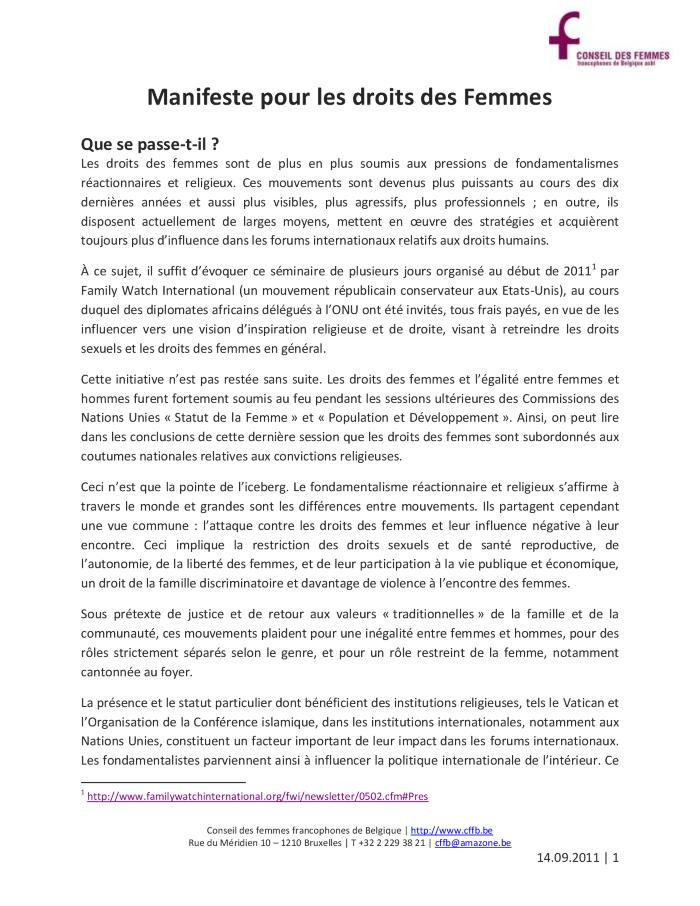 CONSEIL DES FEMMES
francophones de Belgique asbl
Manifeste pour les droits des Femmes
Que se passe-t-il ?
Les droits des femmes sont de plus en plus soumis aux pressions de fondamentalismes
réactionnaires et religieux. Ces mouvements sont devenus plus puissants au cours des dix
dernières années et aussi plus visibles, plus agressifs, plus professionnels ; en outre, ils
disposent actuellement de larges moyens, mettent en œuvre des stratégies et acquièrent
toujours plus d’influence dans les forums internationaux relatifs aux droits humains.
À ce sujet, il suffit d’évoquer ce séminaire de plusieurs jours organisé au début de 2011¹ par
Family Watch International (un mouvement républicain conservateur aux Etats-Unis), au cours
duquel des diplomates africains délégués à l’ONU ont été invités, tous frais payés, en vue de les
influencer vers une vision d’inspiration religieuse et de droite, visant à retreindre les droits
sexuels et les droits des femmes en général.
Cette initiative n’est pas restée sans suite. Les droits des femmes et l’égalité entre femmes et
hommes furent fortement soumis au feu pendant les sessions ultérieures des Commissions des
Nations Unies « Statut de la Femme » et « Population et Développement ». Ainsi, on peut lire
dans les conclusions de cette dernière session que les droits des femmes sont subordonnés aux
coutumes nationales relatives aux convictions religieuses.
Ceci n’est que la pointe de l’iceberg. Le fondamentalisme réactionnaire et religieux s’affirme à
travers le monde et grandes sont les différences entre mouvements. Ils partagent cependant
une vue commune : l’attaque contre les droits des femmes et leur influence négative à leur
encontre. Ceci implique la restriction des droits sexuels et de santé reproductive, de
l’autonomie, de la liberté des femmes, et de leur participation à la vie publique et économique,
un droit de la famille discriminatoire et davantage de violence à l’encontre des femmes.
Sous prétexte de justice et de retour aux valeurs « traditionnelles » de la famille et de la
communauté, ces mouvements plaident pour une inégalité entre femmes et hommes, pour des
rôles strictement séparés selon le genre, et pour un rôle restreint de la femme, notamment
cantonnée au foyer.
La présence et le statut particulier dont bénéficient des institutions religieuses, tels le Vatican et
l’Organisation de la Conférence islamique, dans les institutions internationales, notamment aux
Nations Unies, constituent un facteur important de leur impact dans les forums internationaux.
Les fondamentalistes parviennent ainsi à influencer la politique internationale de l’intérieur. Ce
¹ http://www.familywatchinternational.org/fwi/newsletter/0502.cfm#Pres
Conseil des femmes francophones de Belgique | http://www.cffb.be
Rue du Méridien 10 – 1210 Bruxelles | T +32 2 229 38 21 | cffb@amazone.be
14.09.2011 | 1